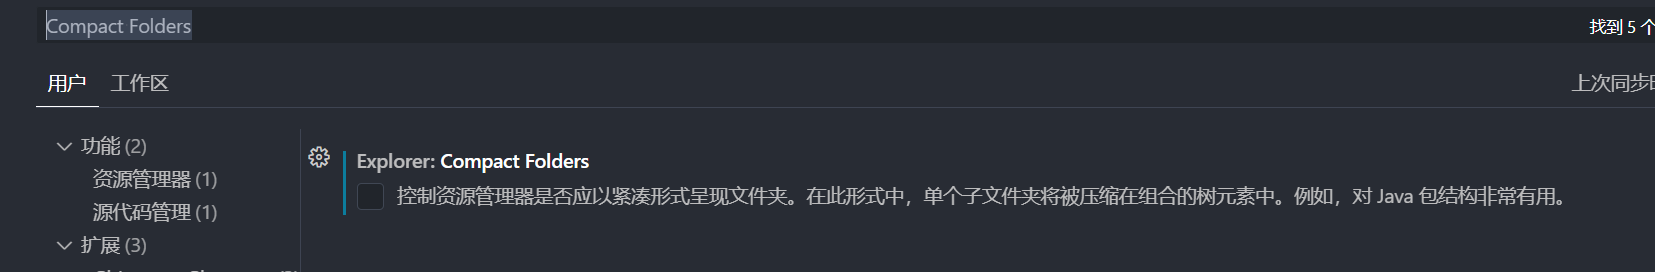 Compact Folders
找到 5 个
用户 工作区
上次同步时
功能 (2)
资源管理器 (1)
源代码管理 (1)
扩展 (3)
Explorer: Compact Folders
控制资源管理器是否应以紧凑形式呈现文件夹。在此形式中，单个子文件夹将被压缩在组合的树元素中。例如，对 Java 包结构非常有用。